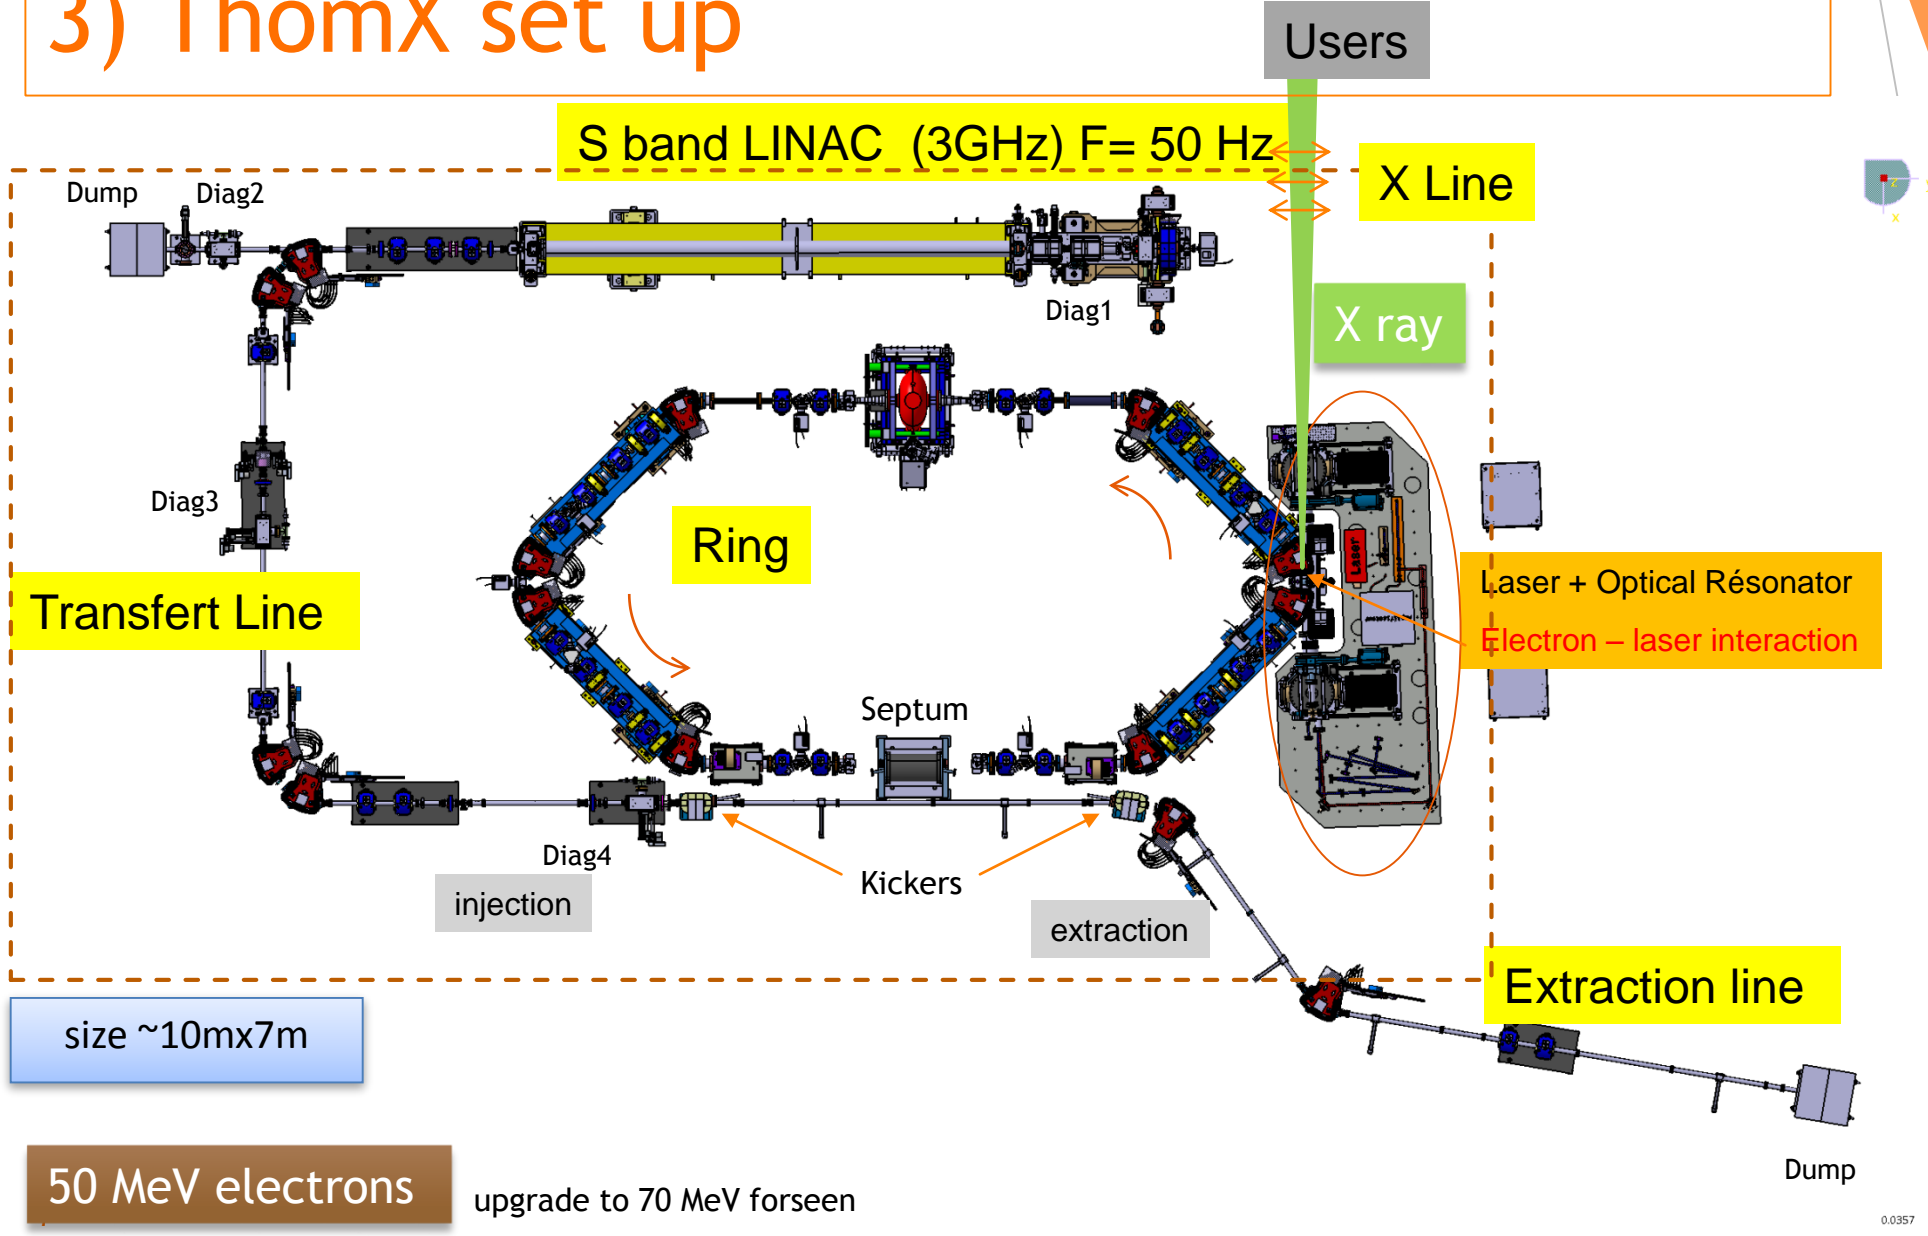 3) ThomX set up
Users
S band LINAC (3GHz) F= 50 Hz
X Line
Dump
Diag2
Diag1
X ray
Diag3
Ring
Laser
Transfert Line
Laser + Optical Résonator
Electron – laser interaction
Septum
Diag4
Kickers
injection
extraction
Extraction line
size ~10mx7m
Dump
50 MeV electrons
upgrade to 70 MeV forseen
0.0357